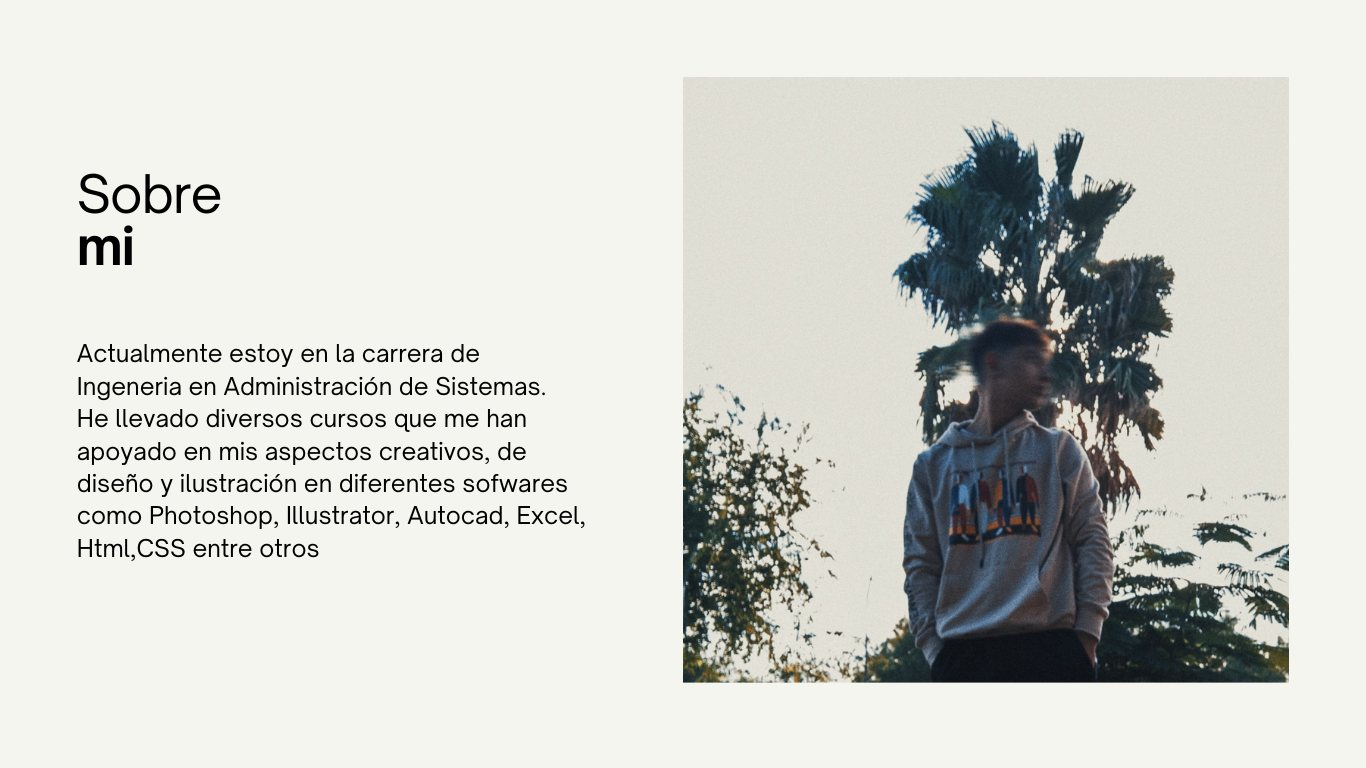 Sobre
mi
Actualmente estoy en la carrera de
Ingeneria en Administración de Sistemas.
He llevado diversos cursos que me han
apoyado en mis aspectos creativos, de
diseño y ilustración en diferentes sofwares
como Photoshop, Illustrator, Autocad, Excel,
Html,CSS entre otros